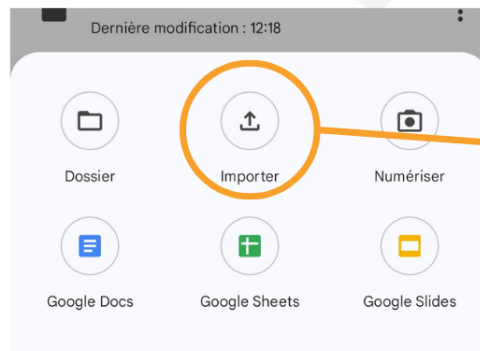 Dernière modification : 12:18
Dossier
Importer
Numériser
Google Docs
Google Sheets
Google Slides